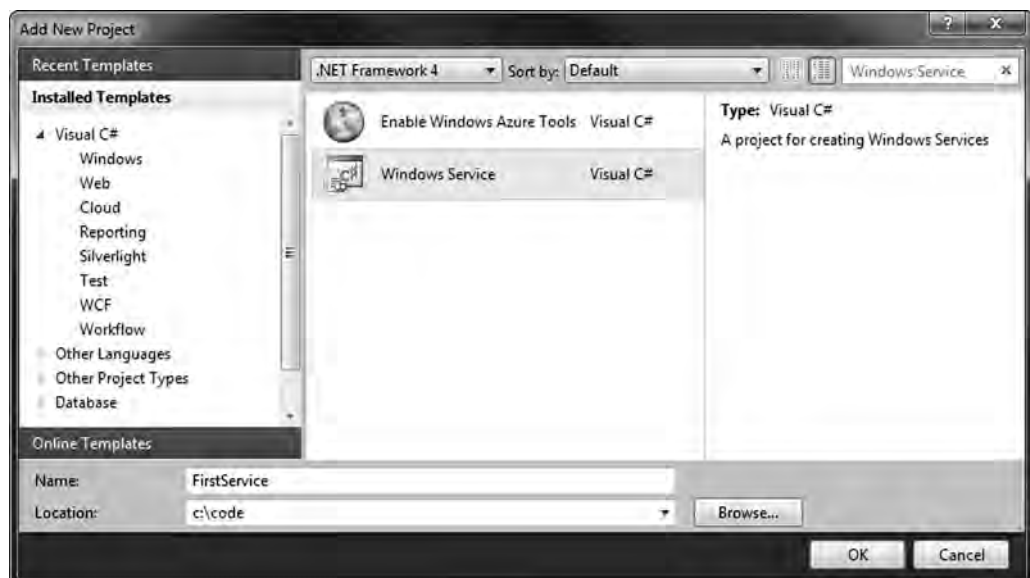 Add New Project
? x
Recent Templates
.NET Framework 4 Sort by: Default Windows Service x
Installed Templates
Visual C#
Windows
Web
Cloud
Reporting
Silverlight
Test
WCF
Workflow
Other Languages
Other Project Types
Database
Online Templates
Enable Windows Azure Tools Visual C#
C#
Windows Service Visual C#
Type: Visual C#
A project for creating Windows Services
Name: FirstService
Location: c:\code Browse...
OK Cancel